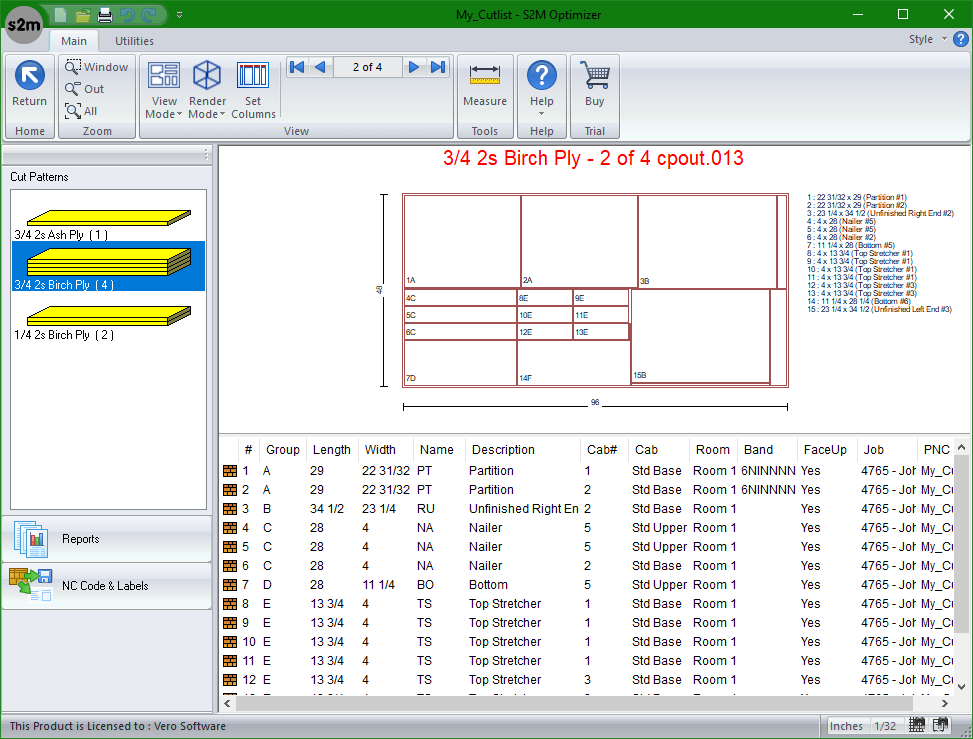 My_Cutlist - S2M Optimizer
s2m
Main Utilities Style
Return
Home
Window
Out
All
Zoom
View Mode
Render Mode
Set Columns
2 of 4
View
Measure
Tools
Help
Help
Buy
Trial
Cut Patterns
3/4 2s Ash Ply ( 1 )
3/4 2s Birch Ply ( 4 )
1/4 2s Birch Ply ( 2 )
Reports
NC Code & Labels
3/4 2s Birch Ply - 2 of 4 cpout.013
1A 2A 3B
4C 8E 9E
5C 10E 11E
6C 12E 13E
7D 14F 15B
48
96
1 : 22 31/32 x 29 (Partition #1)
2 : 22 31/32 x 29 (Partition #2)
3 : 23 1/4 x 34 1/2 (Unfinished Right End #2)
4 : 4 x 28 (Nailer #5)
5 : 4 x 28 (Nailer #5)
6 : 4 x 28 (Nailer #2)
7 : 11 1/4 x 28 (Bottom #5)
8 : 4 x 13 3/4 (Top Stretcher #1)
9 : 4 x 13 3/4 (Top Stretcher #1)
10 : 4 x 13 3/4 (Top Stretcher #1)
11 : 4 x 13 3/4 (Top Stretcher #1)
12 : 4 x 13 3/4 (Top Stretcher #3)
13 : 4 x 13 3/4 (Top Stretcher #3)
14 : 11 1/4 x 28 1/4 (Bottom #6)
15 : 23 1/4 x 34 1/2 (Unfinished Left End #3)
# Group Length Width Name Description Cab# Cab Room Band FaceUp Job PNC
1 A 29 22 31/32 PT Partition 1 Std Base Room 1 6NINNNN Yes 4765 - Joh My_Cu
2 A 29 22 31/32 PT Partition 2 Std Base Room 1 6NINNNN Yes 4765 - Joh My_Cu
3 B 34 1/2 23 1/4 RU Unfinished Right En 2 Std Base Room 1 Yes 4765 - Joh My_Cu
4 C 28 4 NA Nailer 5 Std Upper Room 1 Yes 4765 - Joh My_Cu
5 C 28 4 NA Nailer 5 Std Upper Room 1 Yes 4765 - Joh My_Cu
6 C 28 4 NA Nailer 2 Std Base Room 1 Yes 4765 - Joh My_Cu
7 D 28 11 1/4 BO Bottom 5 Std Upper Room 1 Yes 4765 - Joh My_Cu
8 E 13 3/4 4 TS Top Stretcher 1 Std Base Room 1 Yes 4765 - Joh My_Cu
9 E 13 3/4 4 TS Top Stretcher 1 Std Base Room 1 Yes 4765 - Joh My_Cu
10 E 13 3/4 4 TS Top Stretcher 1 Std Base Room 1 Yes 4765 - Joh My_Cu
11 E 13 3/4 4 TS Top Stretcher 1 Std Base Room 1 Yes 4765 - Joh My_Cu
12 E 13 3/4 4 TS Top Stretcher 3 Std Base Room 1 Yes 4765 - Joh My_Cu
This Product is Licensed to : Vero Software
Inches 1/32